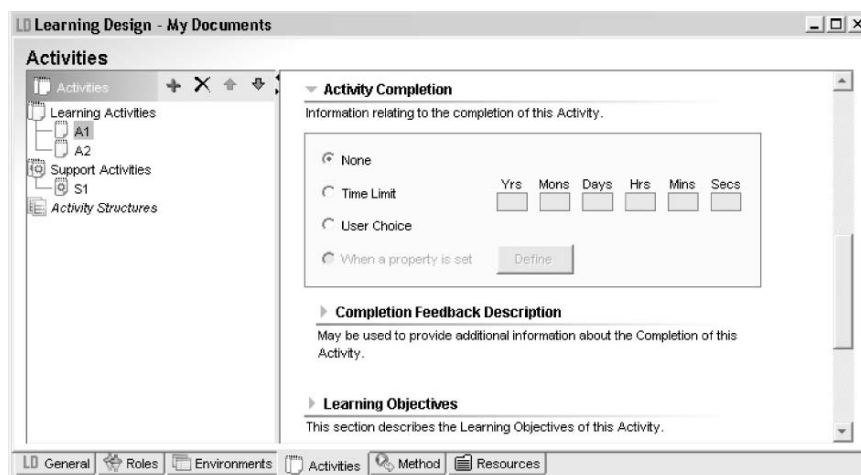 LD Learning Design - My Documents
Activities
Activities
Learning Activities
A1
A2
Support Activities
S1
Activity Structures
Activity Completion
Information relating to the completion of this Activity.
None
Time Limit
Yrs Mons Days Hrs Mins Secs
User Choice
When a property is set
Define
Completion Feedback Description
May be used to provide additional information about the Completion of this
Activity.
Learning Objectives
This section describes the Learning Objectives of this Activity.
LD General Roles Environments Activities Method Resources